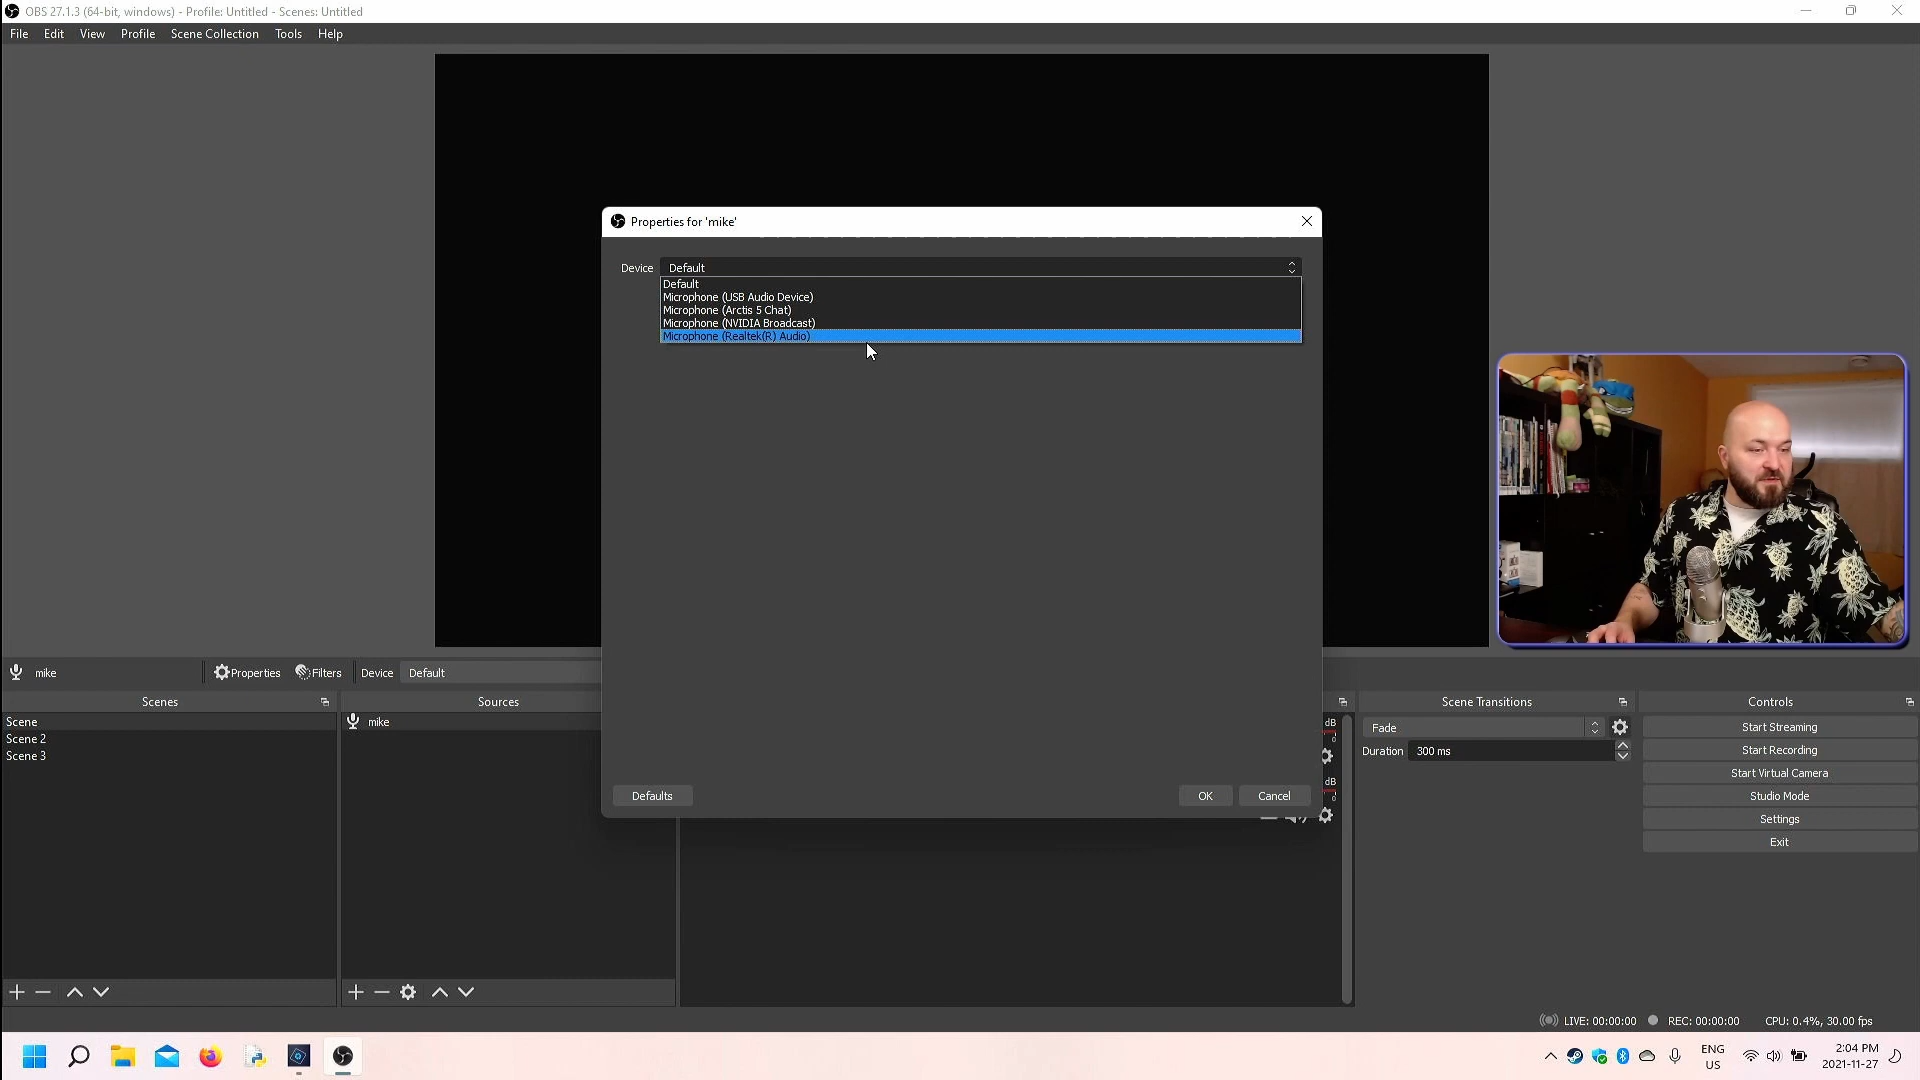 OBS 27.1.3 (64-bit, windows) - Profile: Untitled - Scenes: Untitled
File Edit View Profile Scene Collection Tools Help
Properties for 'mike'
Device Default
Default
Microphone (USB Audio Device)
Microphone (Arctis 5 Chat)
Microphone (NVIDIA Broadcast)
Microphone (Realtek(R) Audio)
Defaults OK Cancel
mike Properties Filters Device Default
Scenes
Scene
Scene 2
Scene 3
Sources
mike
dB
0
dB
0
Scene Transitions
Fade
Duration 300 ms
Controls
Start Streaming
Start Recording
Start Virtual Camera
Studio Mode
Settings
Exit
LIVE: 00:00:00 REC: 00:00:00 CPU: 0.4%, 30.00 fps
ENG
US
2:04 PM
2021-11-27